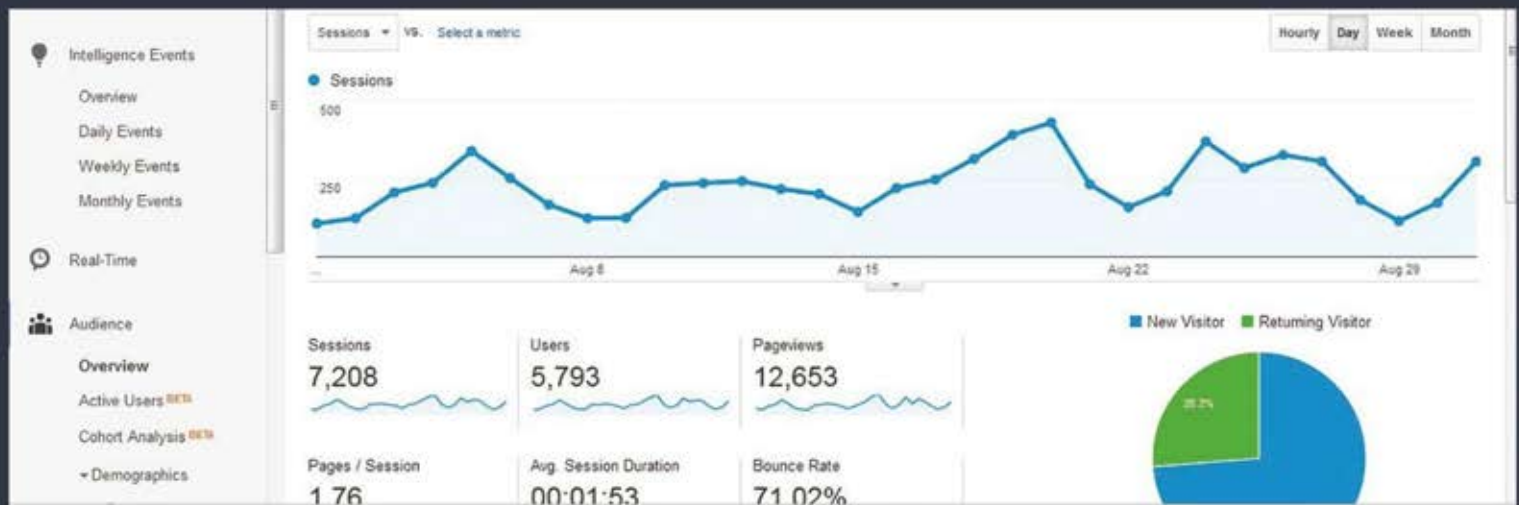 Intelligence Events
Overview
Daily Events
Weekly Events
Monthly Events
Real-Time
Audience
Overview
Active Users BETA
Cohort Analysis BETA
Demographics
Sessions vs. Select a metric
Hourly Day Week Month
Sessions
500
250
...
Aug 8
Aug 15
Aug 22
Aug 29
New Visitor Returning Visitor
Sessions
7,208
Users
5,793
Pageviews
12,653
Pages / Session
1.76
Avg. Session Duration
00:01:53
Bounce Rate
71.02%